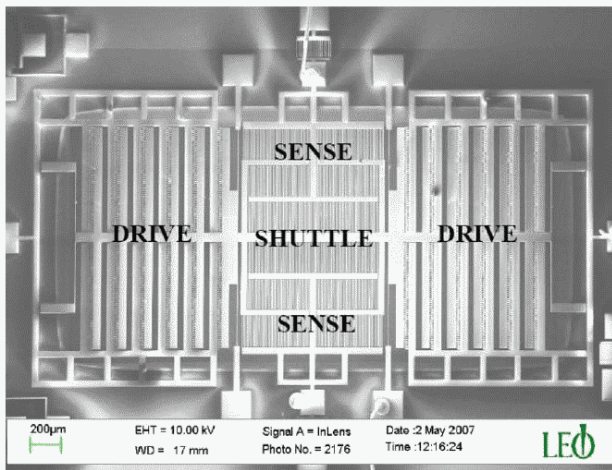 SENSE
DRIVE SHUTTLE DRIVE
SENSE
200µm EHT = 10.00 kV Signal A = InLens Date :2 May 2007
WD = 17 mm Photo No. = 2176 Time :12:16:24
LEO